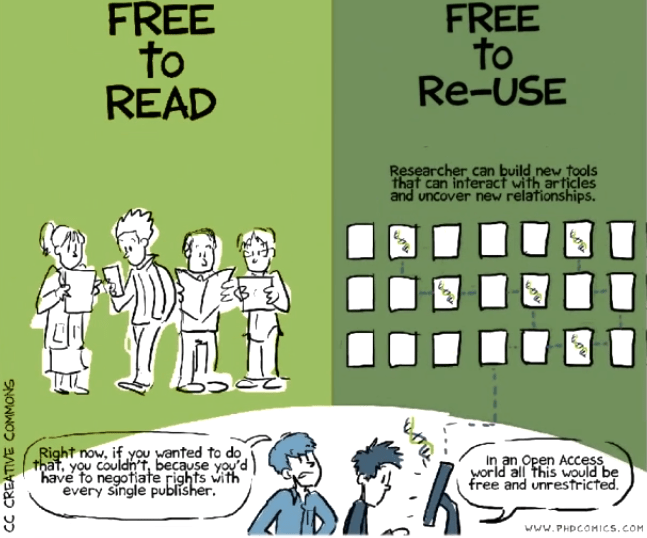 FREE
to
READ
FREE
to
Re-USE
Researcher can build new tools
that can interact with articles
and uncover new relationships.
Right now, if you wanted to do
that, you couldn't, because you'd
have to negotiate rights with
every single publisher.
In an Open Access
world all this would be
free and unrestricted.
CC CREATIVE COMMONS
WWW.PHDCOMICS.COM